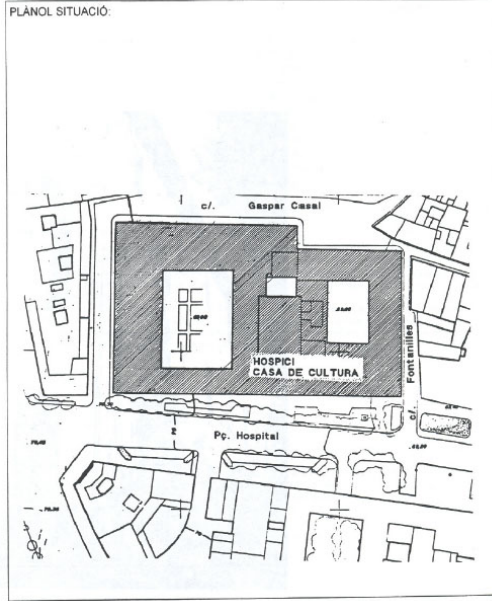 PLÀNOL SITUACIÓ:
c/. Gaspar Casal
HOSPICI
CASA DE CULTURA
c/. Fontanilles
Pç. Hospital